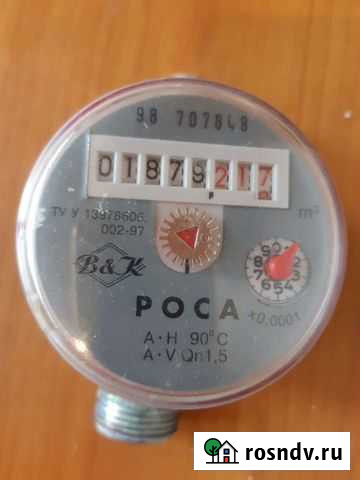 98 707848
01879217
m³
ТУ У 13978606.
002-97
B&K
РОСА
A·H 90°C
A·V Qn1,5
x0,0001
rosndv.ru